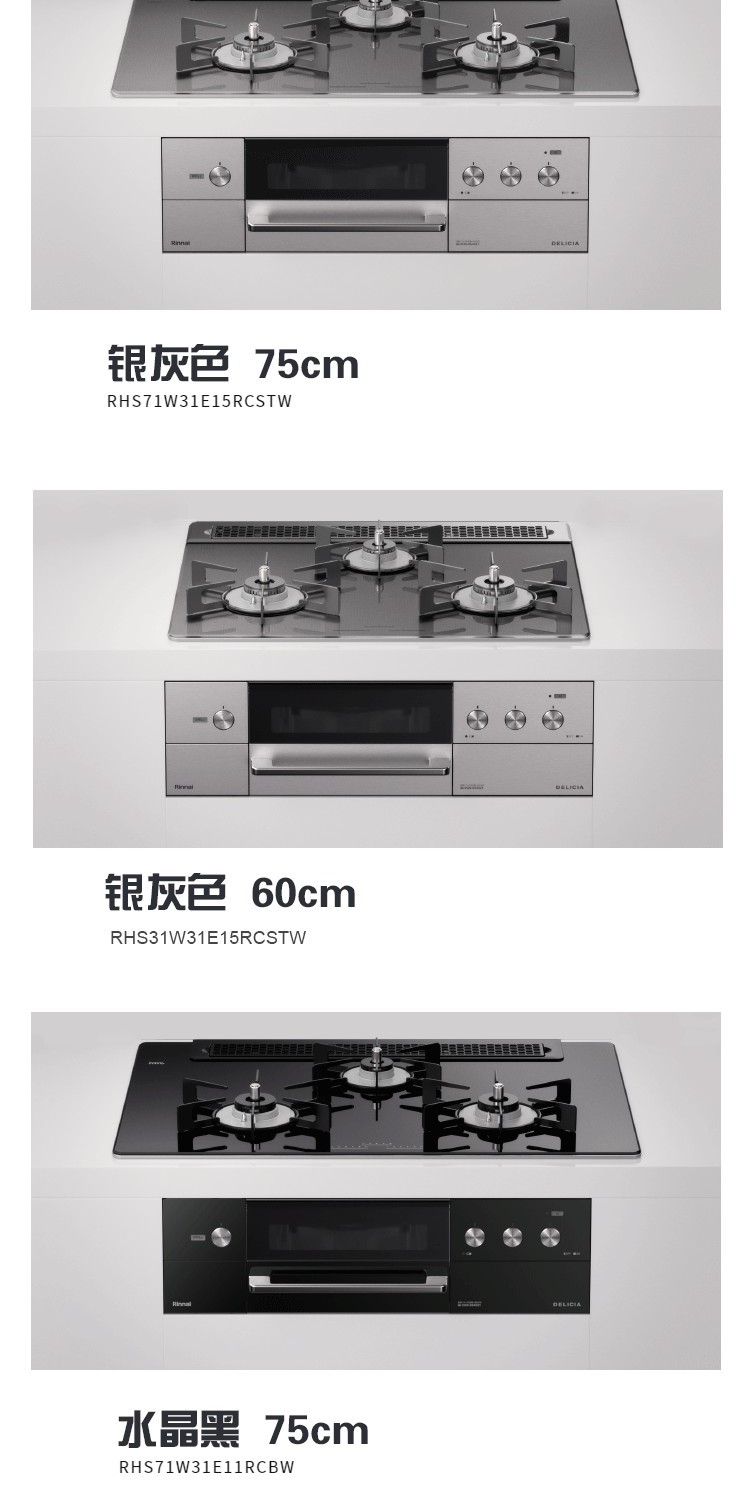 Rinnai
DELICIA
银灰色 75cm
RHS71W31E15RCSTW
Rinnai
DELICIA
银灰色 60cm
RHS31W31E15RCSTW
Rinnai
DELICIA
水晶黑 75cm
RHS71W31E11RCBW